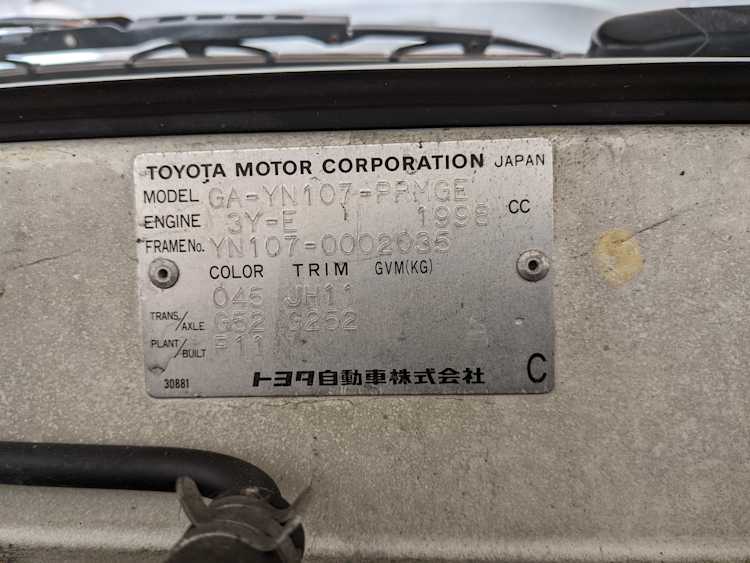 TOYOTA MOTOR CORPORATION JAPAN
MODEL GA-YN107-PRMGE
ENGINE 3Y-E 1998 CC
FRAME No. YN107-0002035
COLOR TRIM GVM(KG)
045 JH11
TRANS/AXLE G52 G252
PLANT/BUILT P11
30881 トヨタ自動車株式会社 C